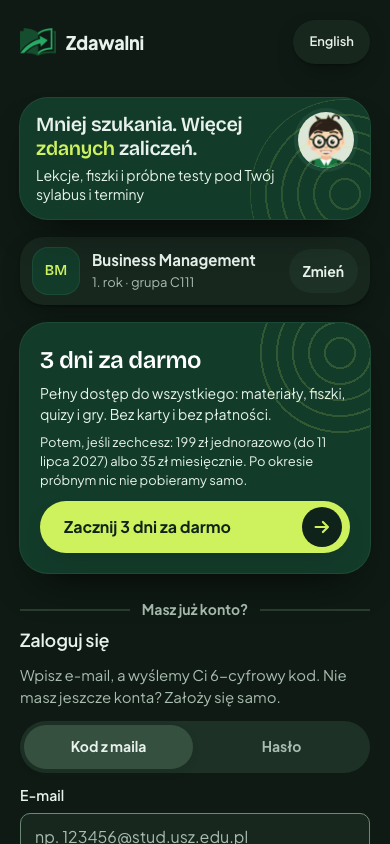 Zdawalni
English
Mniej szukania. Więcej
zdanych zaliczeń.
Lekcje, fiszki i próbne testy pod Twój
sylabus i terminy
BM
Business Management
1. rok · grupa C111
Zmień
3 dni za darmo
Pełny dostęp do wszystkiego: materiały, fiszki,
quizy i gry. Bez karty i bez płatności.
Potem, jeśli zechcesz: 199 zł jednorazowo (do 11
lipca 2027) albo 35 zł miesięcznie. Po okresie
próbnym nic nie pobieramy samo.
Zacznij 3 dni za darmo
Masz już konto?
Zaloguj się
Wpisz e-mail, a wyślemy Ci 6-cyfrowy kod. Nie
masz jeszcze konta? Założy się samo.
Kod z maila
Hasło
E-mail
np. 123456@stud.usz.edu.pl